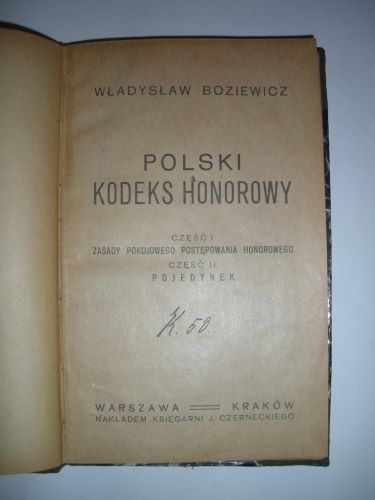 WŁADYSŁAW BOZIEWICZ
POLSKI
KODEKS HONOROWY
CZĘŚĆ I.
ZASADY POKOJOWEGO POSTĘPOWANIA HONOROWEGO
CZĘŚĆ II.
POJEDYNEK
K. 50.
WARSZAWA KRAKÓW
NAKŁADEM KSIĘGARNI J. CZERNECKIEGO